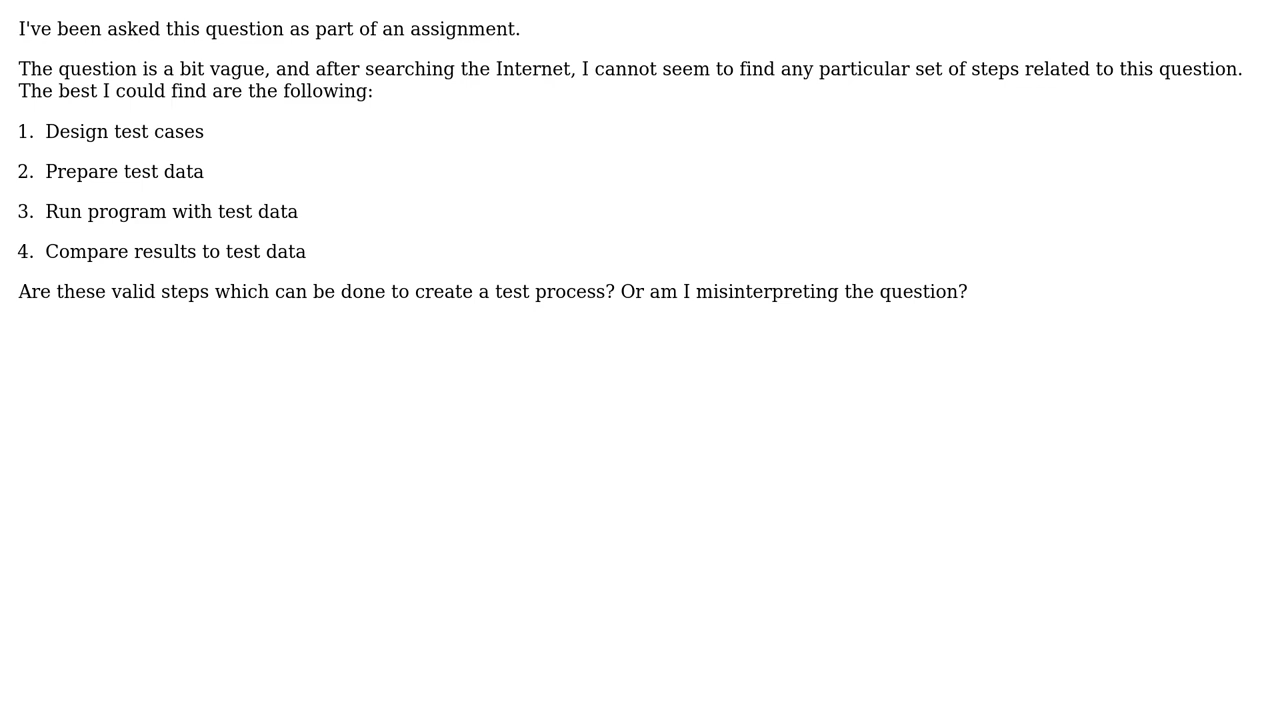 I've been asked this question as part of an assignment.
The question is a bit vague, and after searching the Internet, I cannot seem to find any particular set of steps related to this question.
The best I could find are the following:
1. Design test cases
2. Prepare test data
3. Run program with test data
4. Compare results to test data
Are these valid steps which can be done to create a test process? Or am I misinterpreting the question?